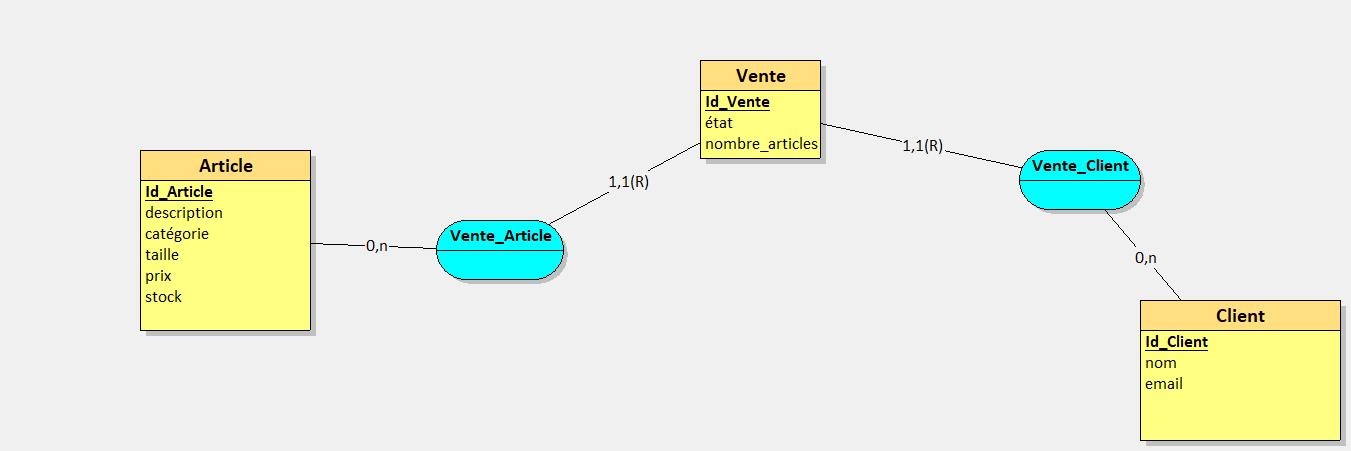 Article
Id_Article
description
catégorie
taille
prix
stock
0,n
Vente_Article
1,1(R)
Vente
Id_Vente
état
nombre_articles
1,1(R)
Vente_Client
0,n
Client
Id_Client
nom
email